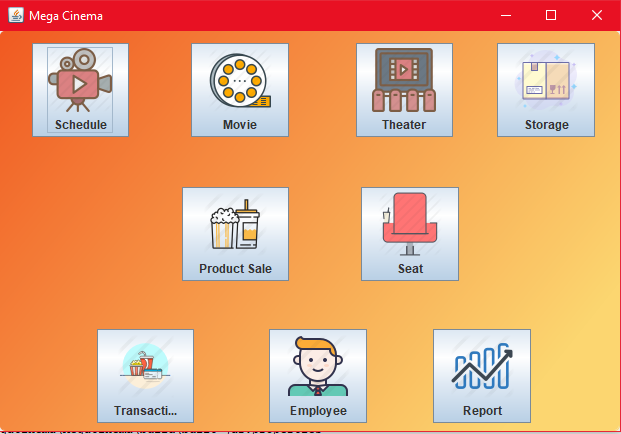 Mega Cinema
Schedule
Movie
Theater
Storage
Product Sale
Seat
Transacti...
Employee
Report